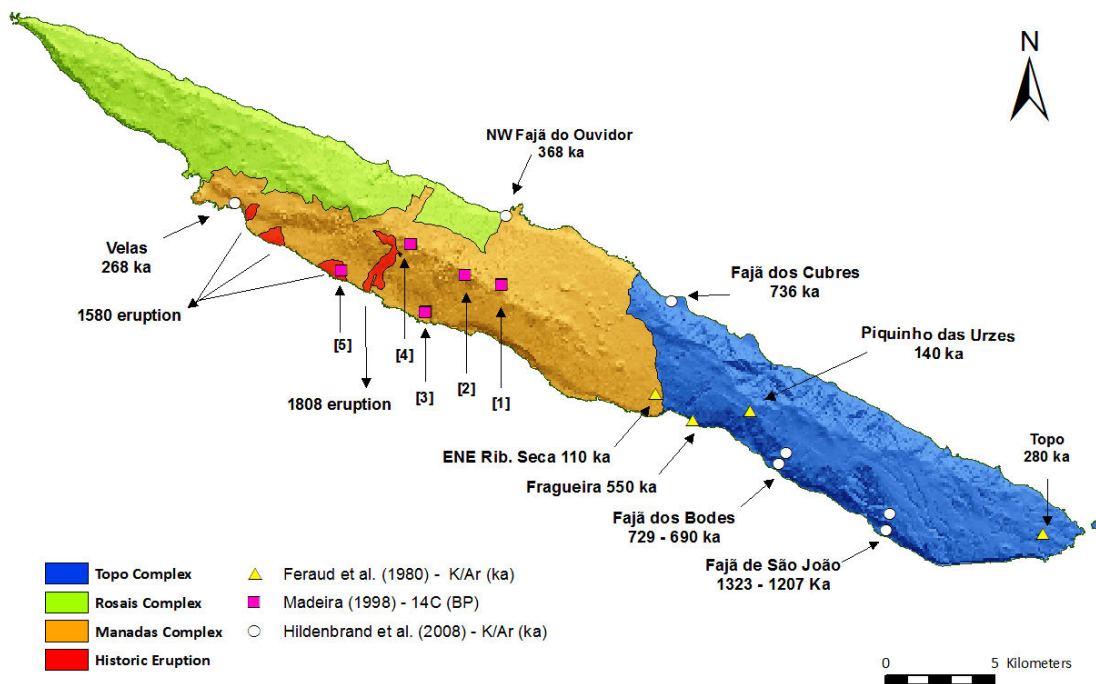 N
NW Fajã do Ouvidor
368 ka
Velas
268 ka
Fajã dos Cubres
736 ka
1580 eruption
Piquinho das Urzes
140 ka
[5]
[4]
[3]
[2]
[1]
1808 eruption
ENE Rib. Seca 110 ka
Topo
280 ka
Fragueira 550 ka
Fajã dos Bodes
729 - 690 ka
Fajã de São João
1323 - 1207 Ka
Topo Complex
Feraud et al. (1980) - K/Ar (ka)
Rosais Complex
Madeira (1998) - 14C (BP)
Manadas Complex
Hildenbrand et al. (2008) - K/Ar (ka)
Historic Eruption
0 5 Kilometers